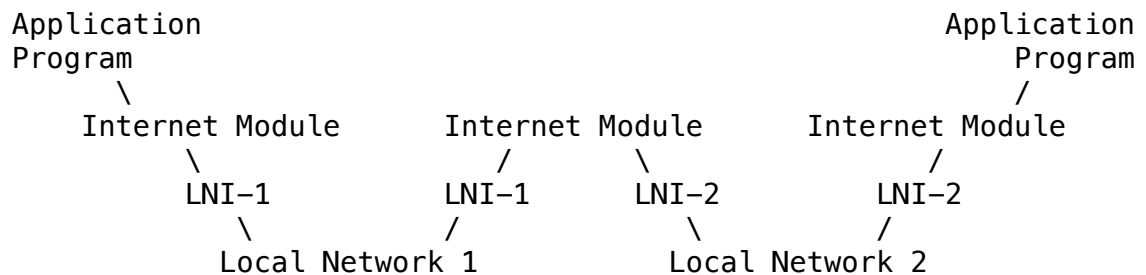 Application Application
Program Program
\ /
Internet Module Internet Module Internet Module
\ / \ /
LNI-1 LNI-1 LNI-2 LNI-2
\ / \ /
Local Network 1 Local Network 2